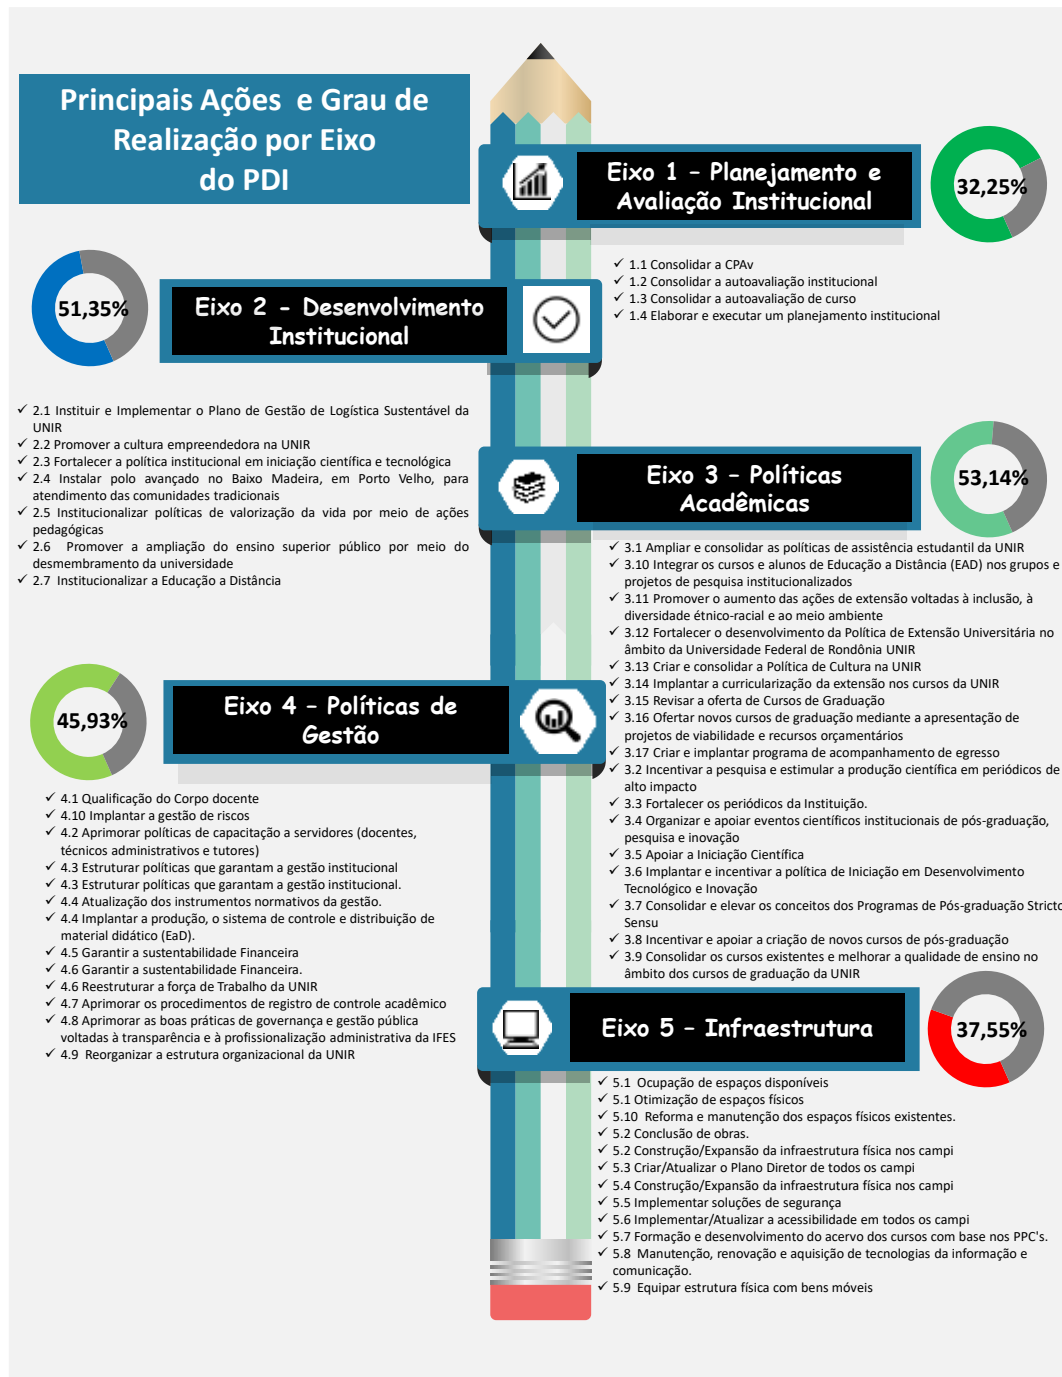 Principais Ações e Grau de
Realização por Eixo
do PDI
Eixo 1 – Planejamento e
Avaliação Institucional
32,25%
✓ 1.1 Consolidar a CPAv
✓ 1.2 Consolidar a autoavaliação institucional
✓ 1.3 Consolidar a autoavaliação de curso
✓ 1.4 Elaborar e executar um planejamento institucional
51,35%
Eixo 2 - Desenvolvimento
Institucional
✓ 2.1 Instituir e Implementar o Plano de Gestão de Logística Sustentável da
UNIR
✓ 2.2 Promover a cultura empreendedora na UNIR
✓ 2.3 Fortalecer a política institucional em iniciação científica e tecnológica
✓ 2.4 Instalar polo avançado no Baixo Madeira, em Porto Velho, para
atendimento das comunidades tradicionais
✓ 2.5 Institucionalizar políticas de valorização da vida por meio de ações
pedagógicas
✓ 2.6 Promover a ampliação do ensino superior público por meio do
desmembramento da universidade
✓ 2.7 Institucionalizar a Educação a Distância
Eixo 3 – Políticas
Acadêmicas
53,14%
✓ 3.1 Ampliar e consolidar as políticas de assistência estudantil da UNIR
✓ 3.10 Integrar os cursos e alunos de Educação a Distância (EAD) nos grupos e
projetos de pesquisa institucionalizados
✓ 3.11 Promover o aumento das ações de extensão voltadas à inclusão, à
diversidade étnico-racial e ao meio ambiente
✓ 3.12 Fortalecer o desenvolvimento da Política de Extensão Universitária no
âmbito da Universidade Federal de Rondônia UNIR
✓ 3.13 Criar e consolidar a Política de Cultura na UNIR
✓ 3.14 Implantar a curricularização da extensão nos cursos da UNIR
✓ 3.15 Revisar a oferta de Cursos de Graduação
✓ 3.16 Ofertar novos cursos de graduação mediante a apresentação de
projetos de viabilidade e recursos orçamentários
✓ 3.17 Criar e implantar programa de acompanhamento de egresso
✓ 3.2 Incentivar a pesquisa e estimular a produção científica em periódicos de
alto impacto
✓ 3.3 Fortalecer os periódicos da Instituição.
✓ 3.4 Organizar e apoiar eventos científicos institucionais de pós-graduação,
pesquisa e inovação
✓ 3.5 Apoiar a Iniciação Científica
✓ 3.6 Implantar e incentivar a política de Iniciação em Desenvolvimento
Tecnológico e Inovação
✓ 3.7 Consolidar e elevar os conceitos dos Programas de Pós-graduação Stricto
Sensu
✓ 3.8 Incentivar e apoiar a criação de novos cursos de pós-graduação
✓ 3.9 Consolidar os cursos existentes e melhorar a qualidade de ensino no
âmbito dos cursos de graduação da UNIR
45,93%
Eixo 4 – Políticas de
Gestão
✓ 4.1 Qualificação do Corpo docente
✓ 4.10 Implantar a gestão de riscos
✓ 4.2 Aprimorar políticas de capacitação a servidores (docentes,
técnicos administrativos e tutores)
✓ 4.3 Estruturar políticas que garantam a gestão institucional
✓ 4.3 Estruturar políticas que garantam a gestão institucional.
✓ 4.4 Atualização dos instrumentos normativos da gestão.
✓ 4.4 Implantar a produção, o sistema de controle e distribuição de
material didático (EaD).
✓ 4.5 Garantir a sustentabilidade Financeira
✓ 4.6 Garantir a sustentabilidade Financeira.
✓ 4.6 Reestruturar a força de Trabalho da UNIR
✓ 4.7 Aprimorar os procedimentos de registro de controle acadêmico
✓ 4.8 Aprimorar as boas práticas de governança e gestão pública
voltadas à transparência e à profissionalização administrativa da IFES
✓ 4.9 Reorganizar a estrutura organizacional da UNIR
Eixo 5 – Infraestrutura
37,55%
✓ 5.1 Ocupação de espaços disponíveis
✓ 5.1 Otimização de espaços físicos
✓ 5.10 Reforma e manutenção dos espaços físicos existentes.
✓ 5.2 Conclusão de obras.
✓ 5.2 Construção/Expansão da infraestrutura física nos campi
✓ 5.3 Criar/Atualizar o Plano Diretor de todos os campi
✓ 5.4 Construção/Expansão da infraestrutura física nos campi
✓ 5.5 Implementar soluções de segurança
✓ 5.6 Implementar/Atualizar a acessibilidade em todos os campi
✓ 5.7 Formação e desenvolvimento do acervo dos cursos com base nos PPC's.
✓ 5.8 Manutenção, renovação e aquisição de tecnologias da informação e
comunicação.
✓ 5.9 Equipar estrutura física com bens móveis